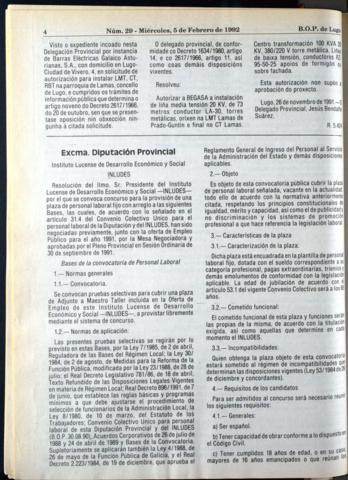 4 Núm. 29 - Miércoles, 5 de Febrero de 1992 B.O.P. de Lugo
Visto o expediente incoado nesta
Delegación Provincial por instancia
de Barras Eléctricas Galaico Astu-
rianas, S.A., con domicilio en Lugo-
Ciudad de Vivero, 4, en solicitude de
autorización para instalar LMT, CT,
RBT na parroquia de Lamas, concello
de Lugo, e cumpridos os trámites de
información pública que determina o
artigo noveno do Decreto 2617/1966,
do 20 de outubro, sen que se presen-
tase oposición nin obxección nin-
gunha á citada solicitude.
O delegado provincial, de confor-
midade co Decreto 1634/1980, artigo
14, e co 2617/1966, artigo 11, así
como coas demáis disposicións
vixentes.
Resolveu:
Autorizar a BEGASA a instalación
de liña media tensión 20 KV, de 73
metros conductor LA-30, torres
metálicas, orixen na LMT Lamas de
Prado-Guntín e final no CT Lamas.
Centro transformación 100 KVA 20
KV, 380/220 V torre metálica. Liñas
de baixa tensión, conductores RZ
95-50-25 apoios de formigón
sobre fachada.
Esta autorización non supón a
aprobación do proxecto.
Lugo, 26 de novembro de 1991.—
Delegado Provincial. Jesús Bendaña
Suárez.
Excma. Diputación Provincial
Instituto Lucense de Desarrollo Económico y Social
INLUDES
Resolución del Ilmo. Sr. Presidente del Instituto
Lucense de Desarrollo Económico y Social —INLUDES—
por el que se convoca concurso para la provisión de una
plaza de personal laboral fijo con arreglo a las siguientes
Bases, las cuales, de acuerdo con lo señalado en el
artículo 31.4 del Convenio Colectivo Único para el
personal laboral de la Diputación y del INLUDES, han sido
negociadas previamente, junto con la oferta de Empleo
Público para el año 1991, por la Mesa Negociadora y
aprobadas por el Pleno Provincial en Sesión Ordinaria de
30 de septiembre de 1991.
Bases de la convocatoria de Personal Laboral
1.— Normas generales
1.1.— Convocatoria.
Se convocan pruebas selectivas para cubrir una plaza
de Adjunto a Maestro Taller incluída en la Oferta de
Empleo de este Instituto Lucense de Desarrollo
Económico y Social —INLUDES—, a proveer libremente
mediante el sistema de concurso.
1.2.— Normas de aplicación.
Las presentes pruebas selectivas se regirán por lo
previsto en estas Bases, por la Ley 7/1985, de 2 de abril,
Reguladora de las Bases del Régimen Local; la Ley 30/
1984, de 2 de agosto, de Medidas para la Reforma de la
Función Pública, modificada por la Ley 23/1988, de 28 de
julio; el Real Decreto Legislativo 781/86, de 18 de abril,
Texto Refundido de las Disposiciones Legales Vigentes
en materia de Régimen Local; Real Decreto 896/1991, de 7
de junio, que establece las reglas básicas y programas
mínimos a que debe ajustarse el procedimiento de
selección de funcionarios de la Administración Local, la
Ley 8/1980, de 10 de marzo, del Estatuto de los
Trabajadores; Convenio Colectivo Único para personal
laboral de esta Diputación Provincial y del INLUDES
(B.O.P. 30.08.90); Acuerdos Corporativos de 26 de julio de
1988 y 24 de abril de 1989 y Bases de la Convocatoria.
Supletoriamente se aplicarán también la Ley 4/1988, de
26 de mayo de la Función Pública de Galicia, y el Real
Decreto 2.223/1984, de 19 de diciembre, que aprueba el
Reglamento General de Ingreso del Personal al Servicio
de la Administración del Estado y demás disposiciones
aplicables.
2.— Objeto
Es objeto de esta convocatoria pública cubrir la plaza
de personal laboral señalada, vacante en la actualidad,
todo ello de acuerdo con la normativa anteriormente
citada, respetando los principios constitucionales de
igualdad, mérito y capacidad, así como el de publicidad y
no discriminación y los sistemas de promoción
profesional a que hace referencia la legislación laboral.
3.— Características de la plaza
3.1.— Caracterización de la plaza:
Dicha plaza está encuadrada en la plantilla de personal
laboral fijo, dotada con el sueldo correspondiente a su
categoría profesional, pagas extraordinarias, trienios y
demás emolumentos de conformidad con la legislación
aplicable. La edad de jubilación de acuerdo con el
artículo 53.1 del vigente Convenio Colectivo será a los
años.
3.2.— Cometido funcional:
El cometido funcional de esta plaza y funciones serán
las propias de la misma, de acuerdo con la titulación
exigida, así como aquellas que determine en cada
momento el INLUDES.
3.3.— Incompatibilidades:
Quien obtenga la plaza objeto de esta convocatoria
estará sometido al régimen de incompatibilidades que
determinan las disposiciones vigentes (Ley 53/1984 de 26
de diciembre y concordantes).
4.— Requisitos de los candidatos
Para ser admitidos al concurso será necesario reunir
los siguientes requisitos:
4.1.— Generales:
a) Ser español.
b) Tener capacidad de obrar conforme a lo dispuesto en
el Código Civil.
c) Tener cumplidos 18 años de edad, o en su caso,
mayores de 16 años emancipados o que reúnan los